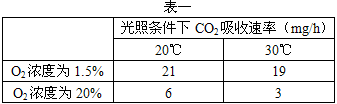 表一
光照条件下 CO₂吸收速率（mg/h）
20℃ 30℃
O₂浓度为 1.5% 21 19
O₂浓度为 20% 6 3